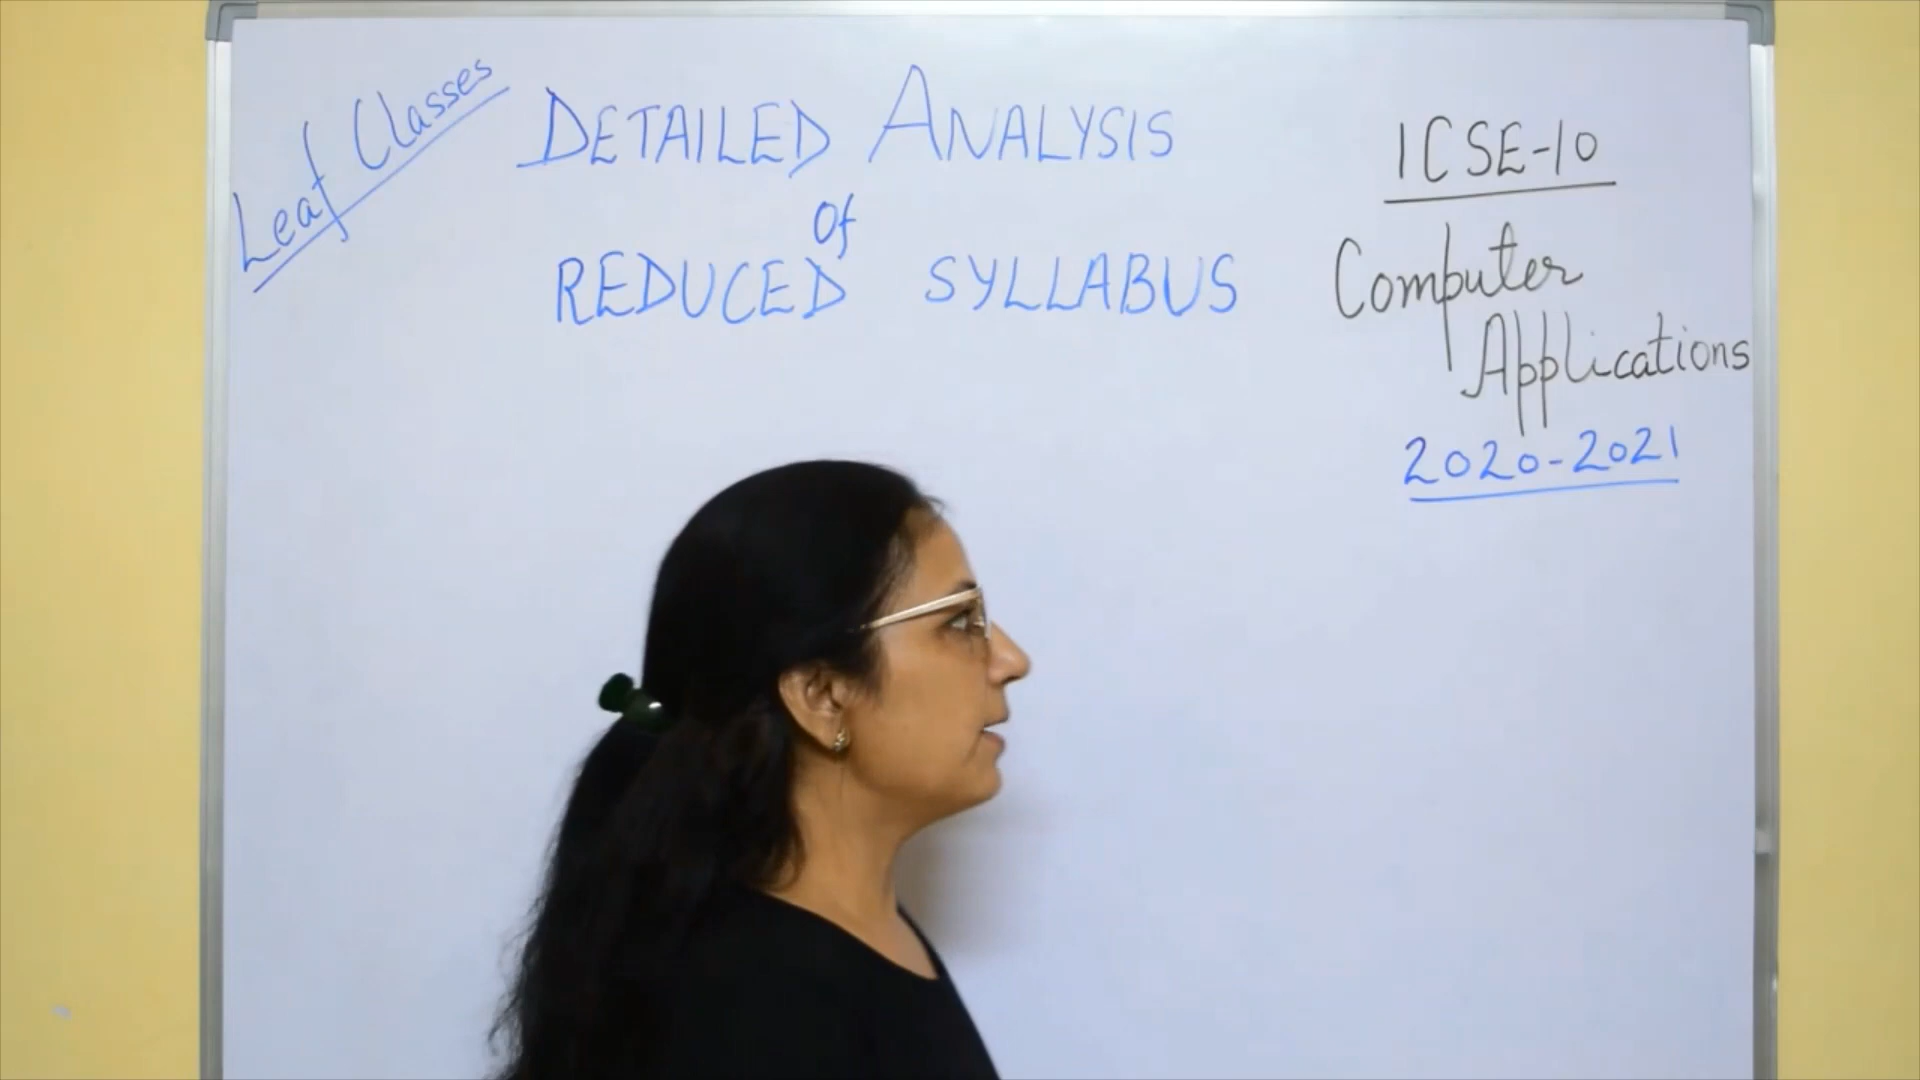 Leaf Classes
DETAILED ANALYSIS
Of
REDUCED SYLLABUS
ICSE-10
Computer
Applications
2020-2021